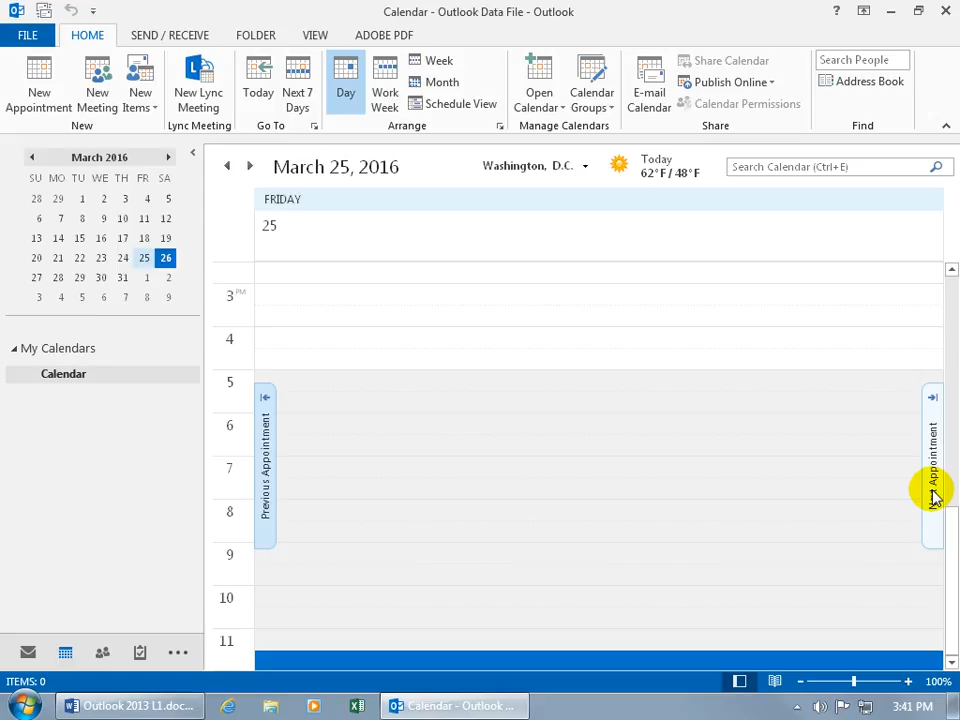 Calendar - Outlook Data File - Outlook
?
FILE HOME SEND / RECEIVE FOLDER VIEW ADOBE PDF
New Appointment
New Meeting
New Items
New
New Lync Meeting
Lync Meeting
Today
Next 7 Days
Go To
Day
Work Week
Week
Month
Schedule View
Arrange
Open Calendar
Calendar Groups
Manage Calendars
E-mail Calendar
Share Calendar
Publish Online
Calendar Permissions
Share
Search People
Address Book
Find
March 2016
SU MO TU WE TH FR SA
28 29 1 2 3 4 5
6 7 8 9 10 11 12
13 14 15 16 17 18 19
20 21 22 23 24 25 26
27 28 29 30 31 1 2
3 4 5 6 7 8 9
My Calendars
Calendar
March 25, 2016
Washington, D.C.
Today
62°F / 48°F
Search Calendar (Ctrl+E)
FRIDAY
25
3 PM
4
5
6
7
8
9
10
11
Previous Appointment
Next Appointment
ITEMS: 0
100%
Outlook 2013 L1.doc...
Calendar - Outlook ...
3:41 PM